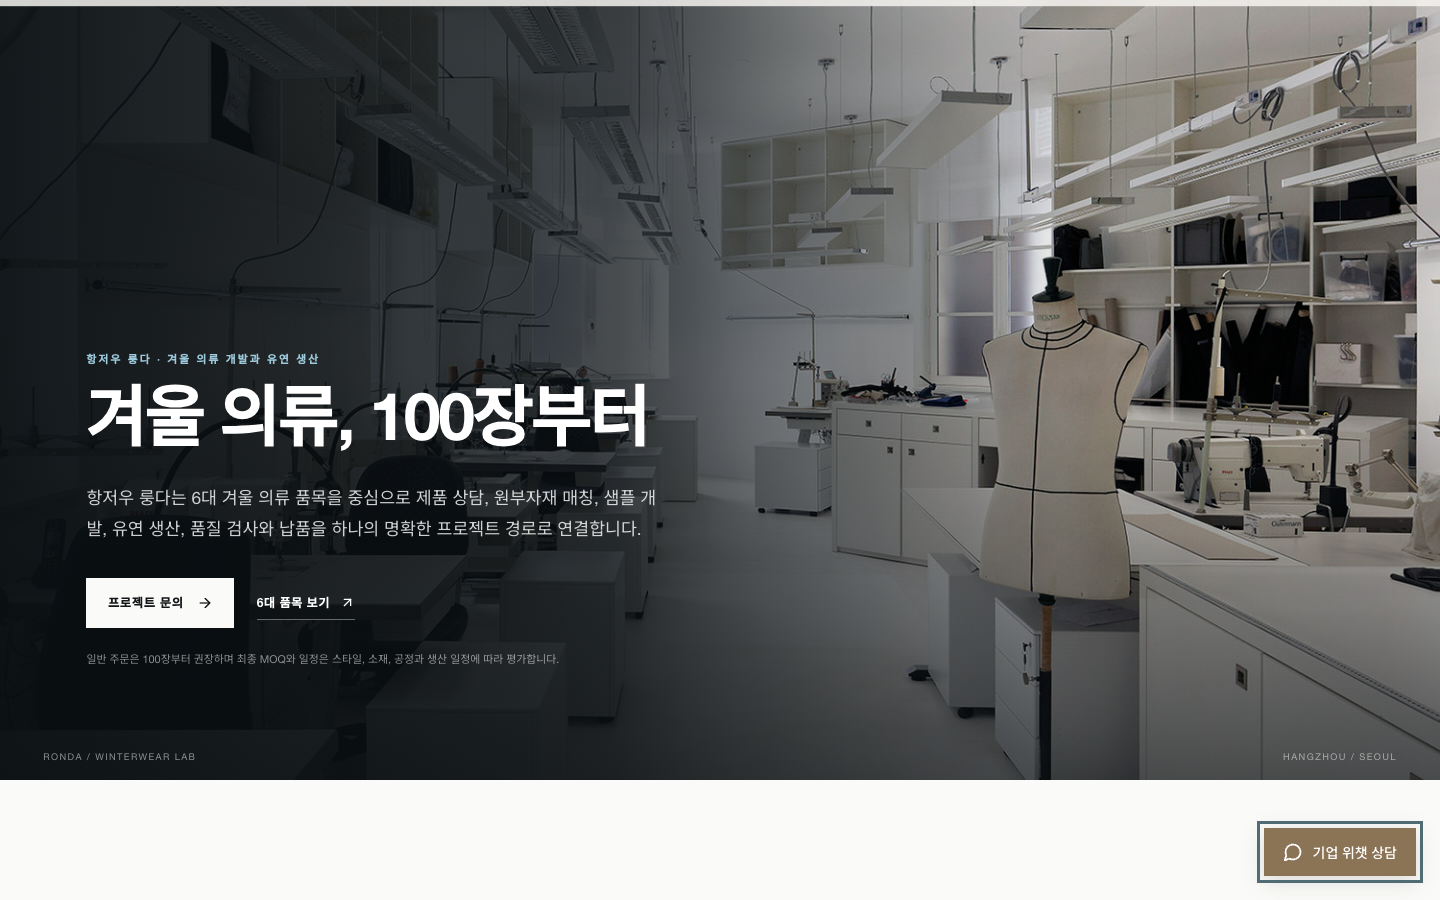 항저우 룽다 · 겨울 의류 개발과 유연 생산
겨울 의류, 100장부터
항저우 룽다는 6대 겨울 의류 품목을 중심으로 제품 상담, 원부자재 매칭, 샘플 개
발, 유연 생산, 품질 검사와 납품을 하나의 명확한 프로젝트 경로로 연결합니다.
프로젝트 문의
6대 품목 보기
일반 주문은 100장부터 권장하며 최종 MOQ와 일정은 스타일, 소재, 공정과 생산 일정에 따라 평가합니다.
RONDA / WINTERWEAR LAB
HANGZHOU / SEOUL
기업 위챗 상담
Gütermann